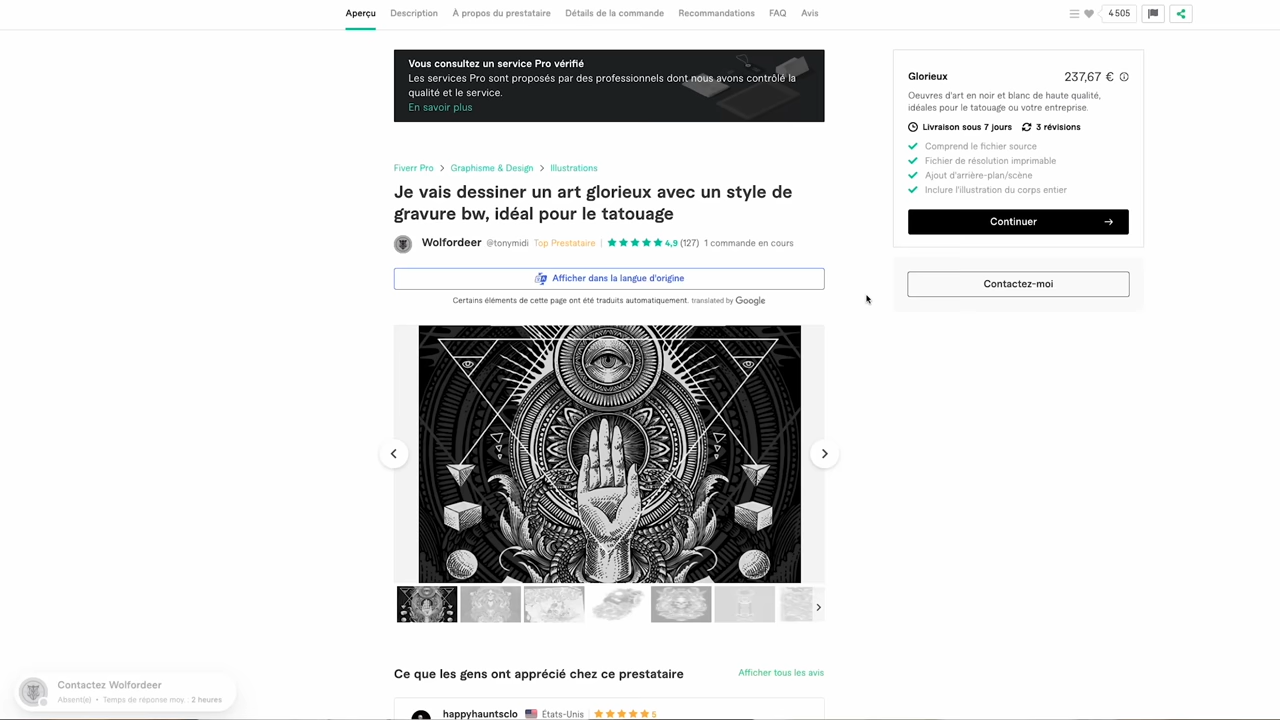 Aperçu
Description
À propos du prestataire
Détails de la commande
Recommandations
FAQ
Avis
4 505
Vous consultez un service Pro vérifié
Les services Pro sont proposés par des professionnels dont nous avons contrôlé la
qualité et le service.
En savoir plus
Fiverr Pro > Graphisme & Design > Illustrations
Je vais dessiner un art glorieux avec un style de
gravure bw, idéal pour le tatouage
Wolfordeer @tonymidi Top Prestataire | 4,9 (127) 1 commande en cours
Afficher dans la langue d'origine
Certains éléments de cette page ont été traduits automatiquement. translated by Google
Glorieux 237,67 €
Oeuvres d'art en noir et blanc de haute qualité,
idéales pour le tatouage ou votre entreprise.
Livraison sous 7 jours 3 révisions
Comprend le fichier source
Fichier de résolution imprimable
Ajout d'arrière-plan/scène
Inclure l'illustration du corps entier
Continuer
Contactez-moi
Ce que les gens ont apprécié chez ce prestataire
Afficher tous les avis
happyhauntsclo États-Unis 5
Contactez Wolfordeer
Absent(e) • Temps de réponse moy.: 2 heures